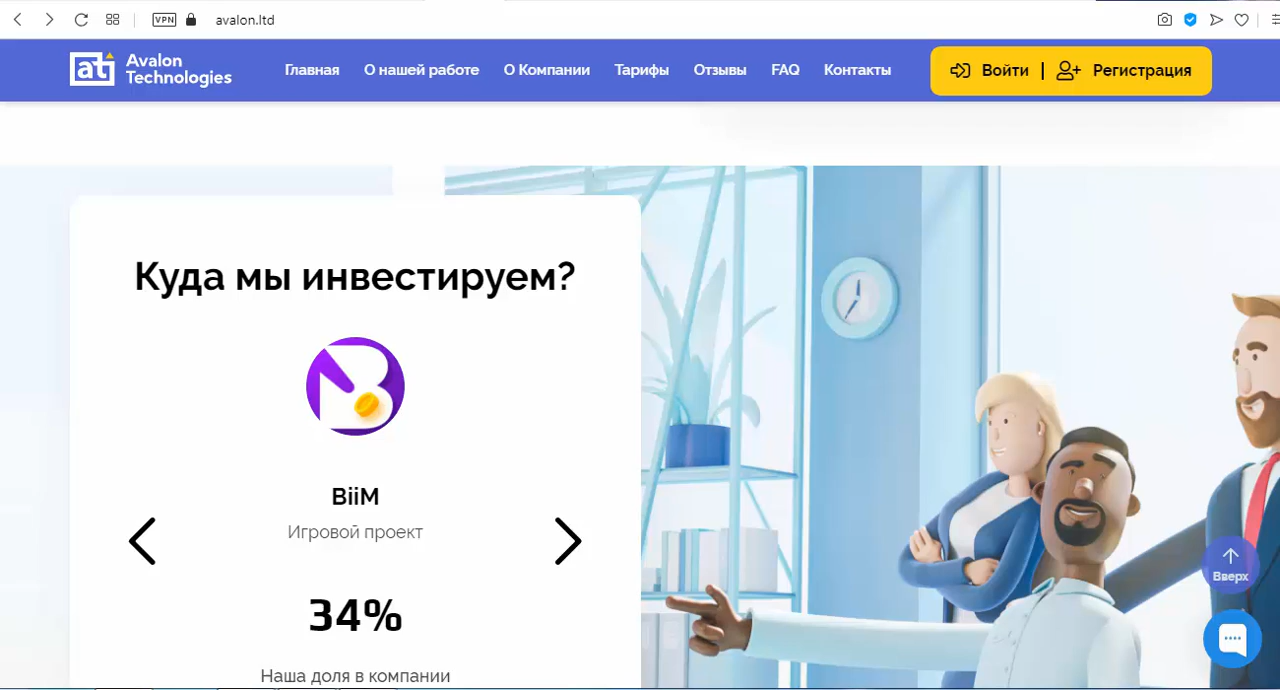 VPN avalon.ltd
ati Avalon Technologies
Главная О нашей работе О Компании Тарифы Отзывы FAQ Контакты Войти | Регистрация
Куда мы инвестируем?
BiiM
Игровой проект
34%
Наша доля в компании
Вверх